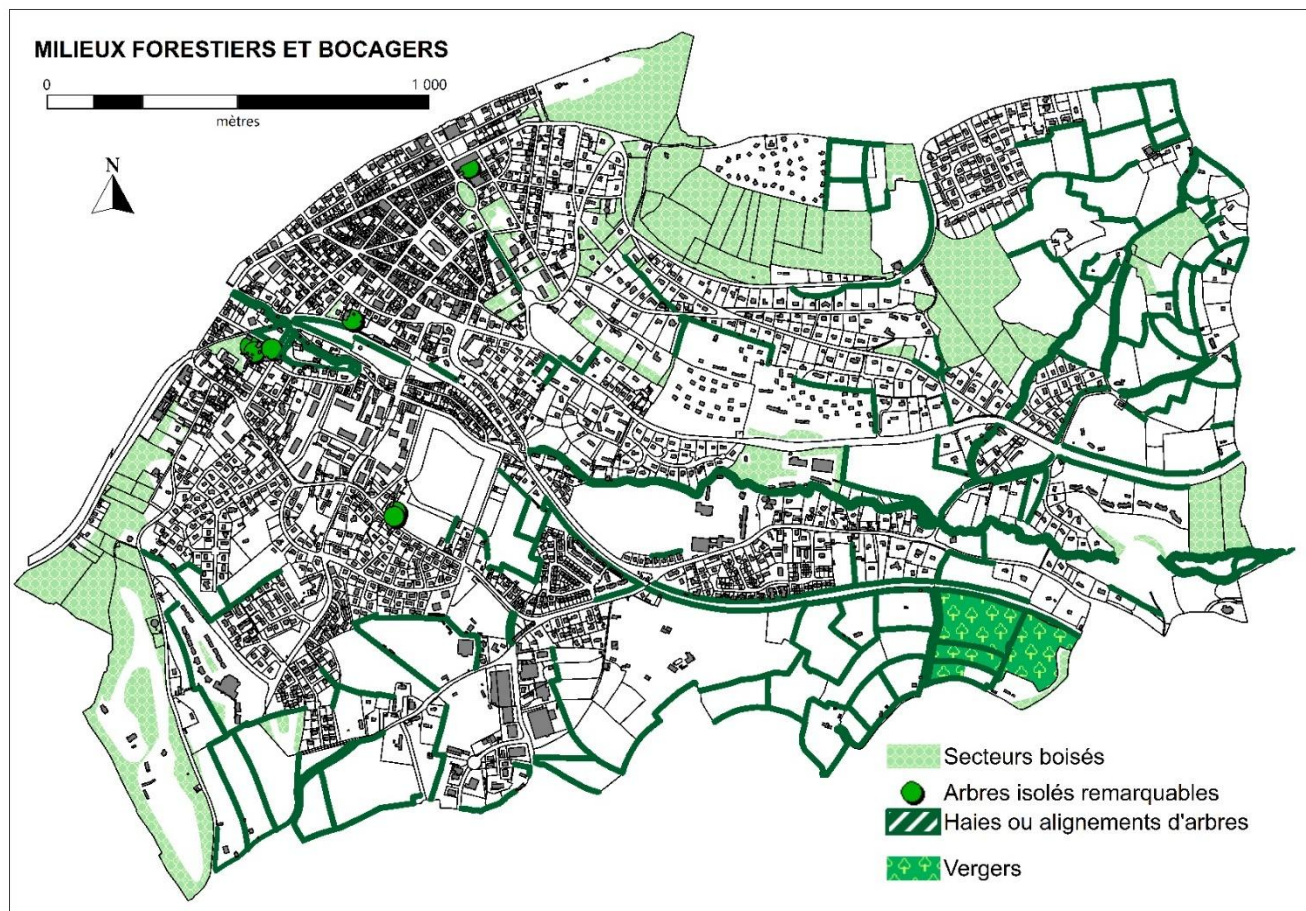 MILIEUX FORESTIERS ET BOCAGERS
0 1 000
mètres
N
Secteurs boisés
Arbres isolés remarquables
Haies ou alignements d'arbres
Vergers